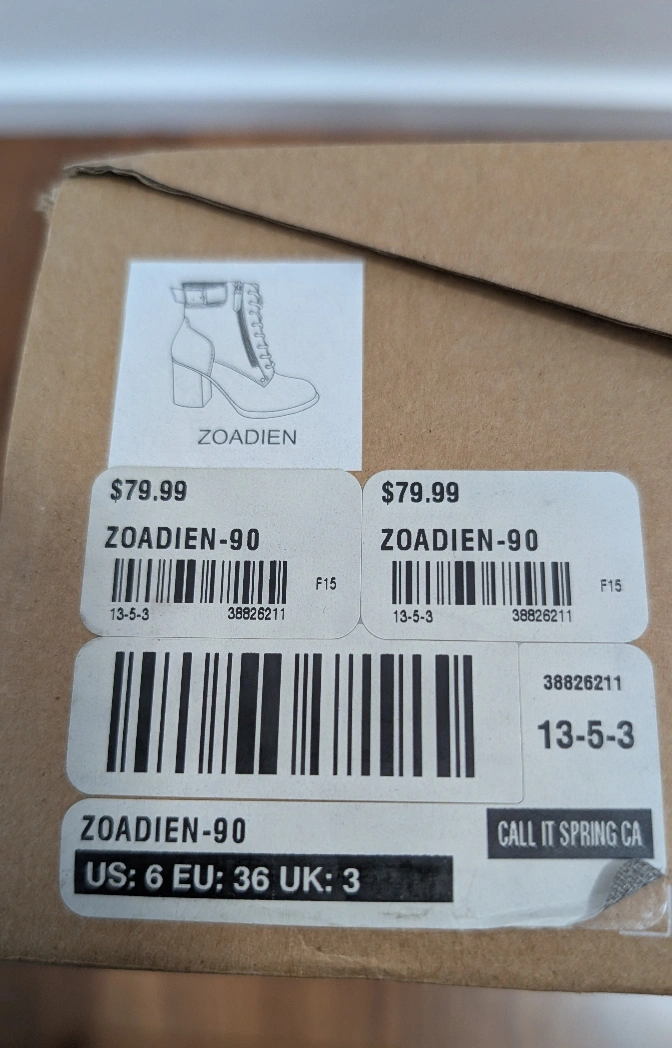 ZOADIEN
$79.99
ZOADIEN-90
F15
13-5-3 38826211
$79.99
ZOADIEN-90
F15
13-5-3 38826211
38826211
13-5-3
ZOADIEN-90
CALL IT SPRING CA
US: 6 EU: 36 UK: 3